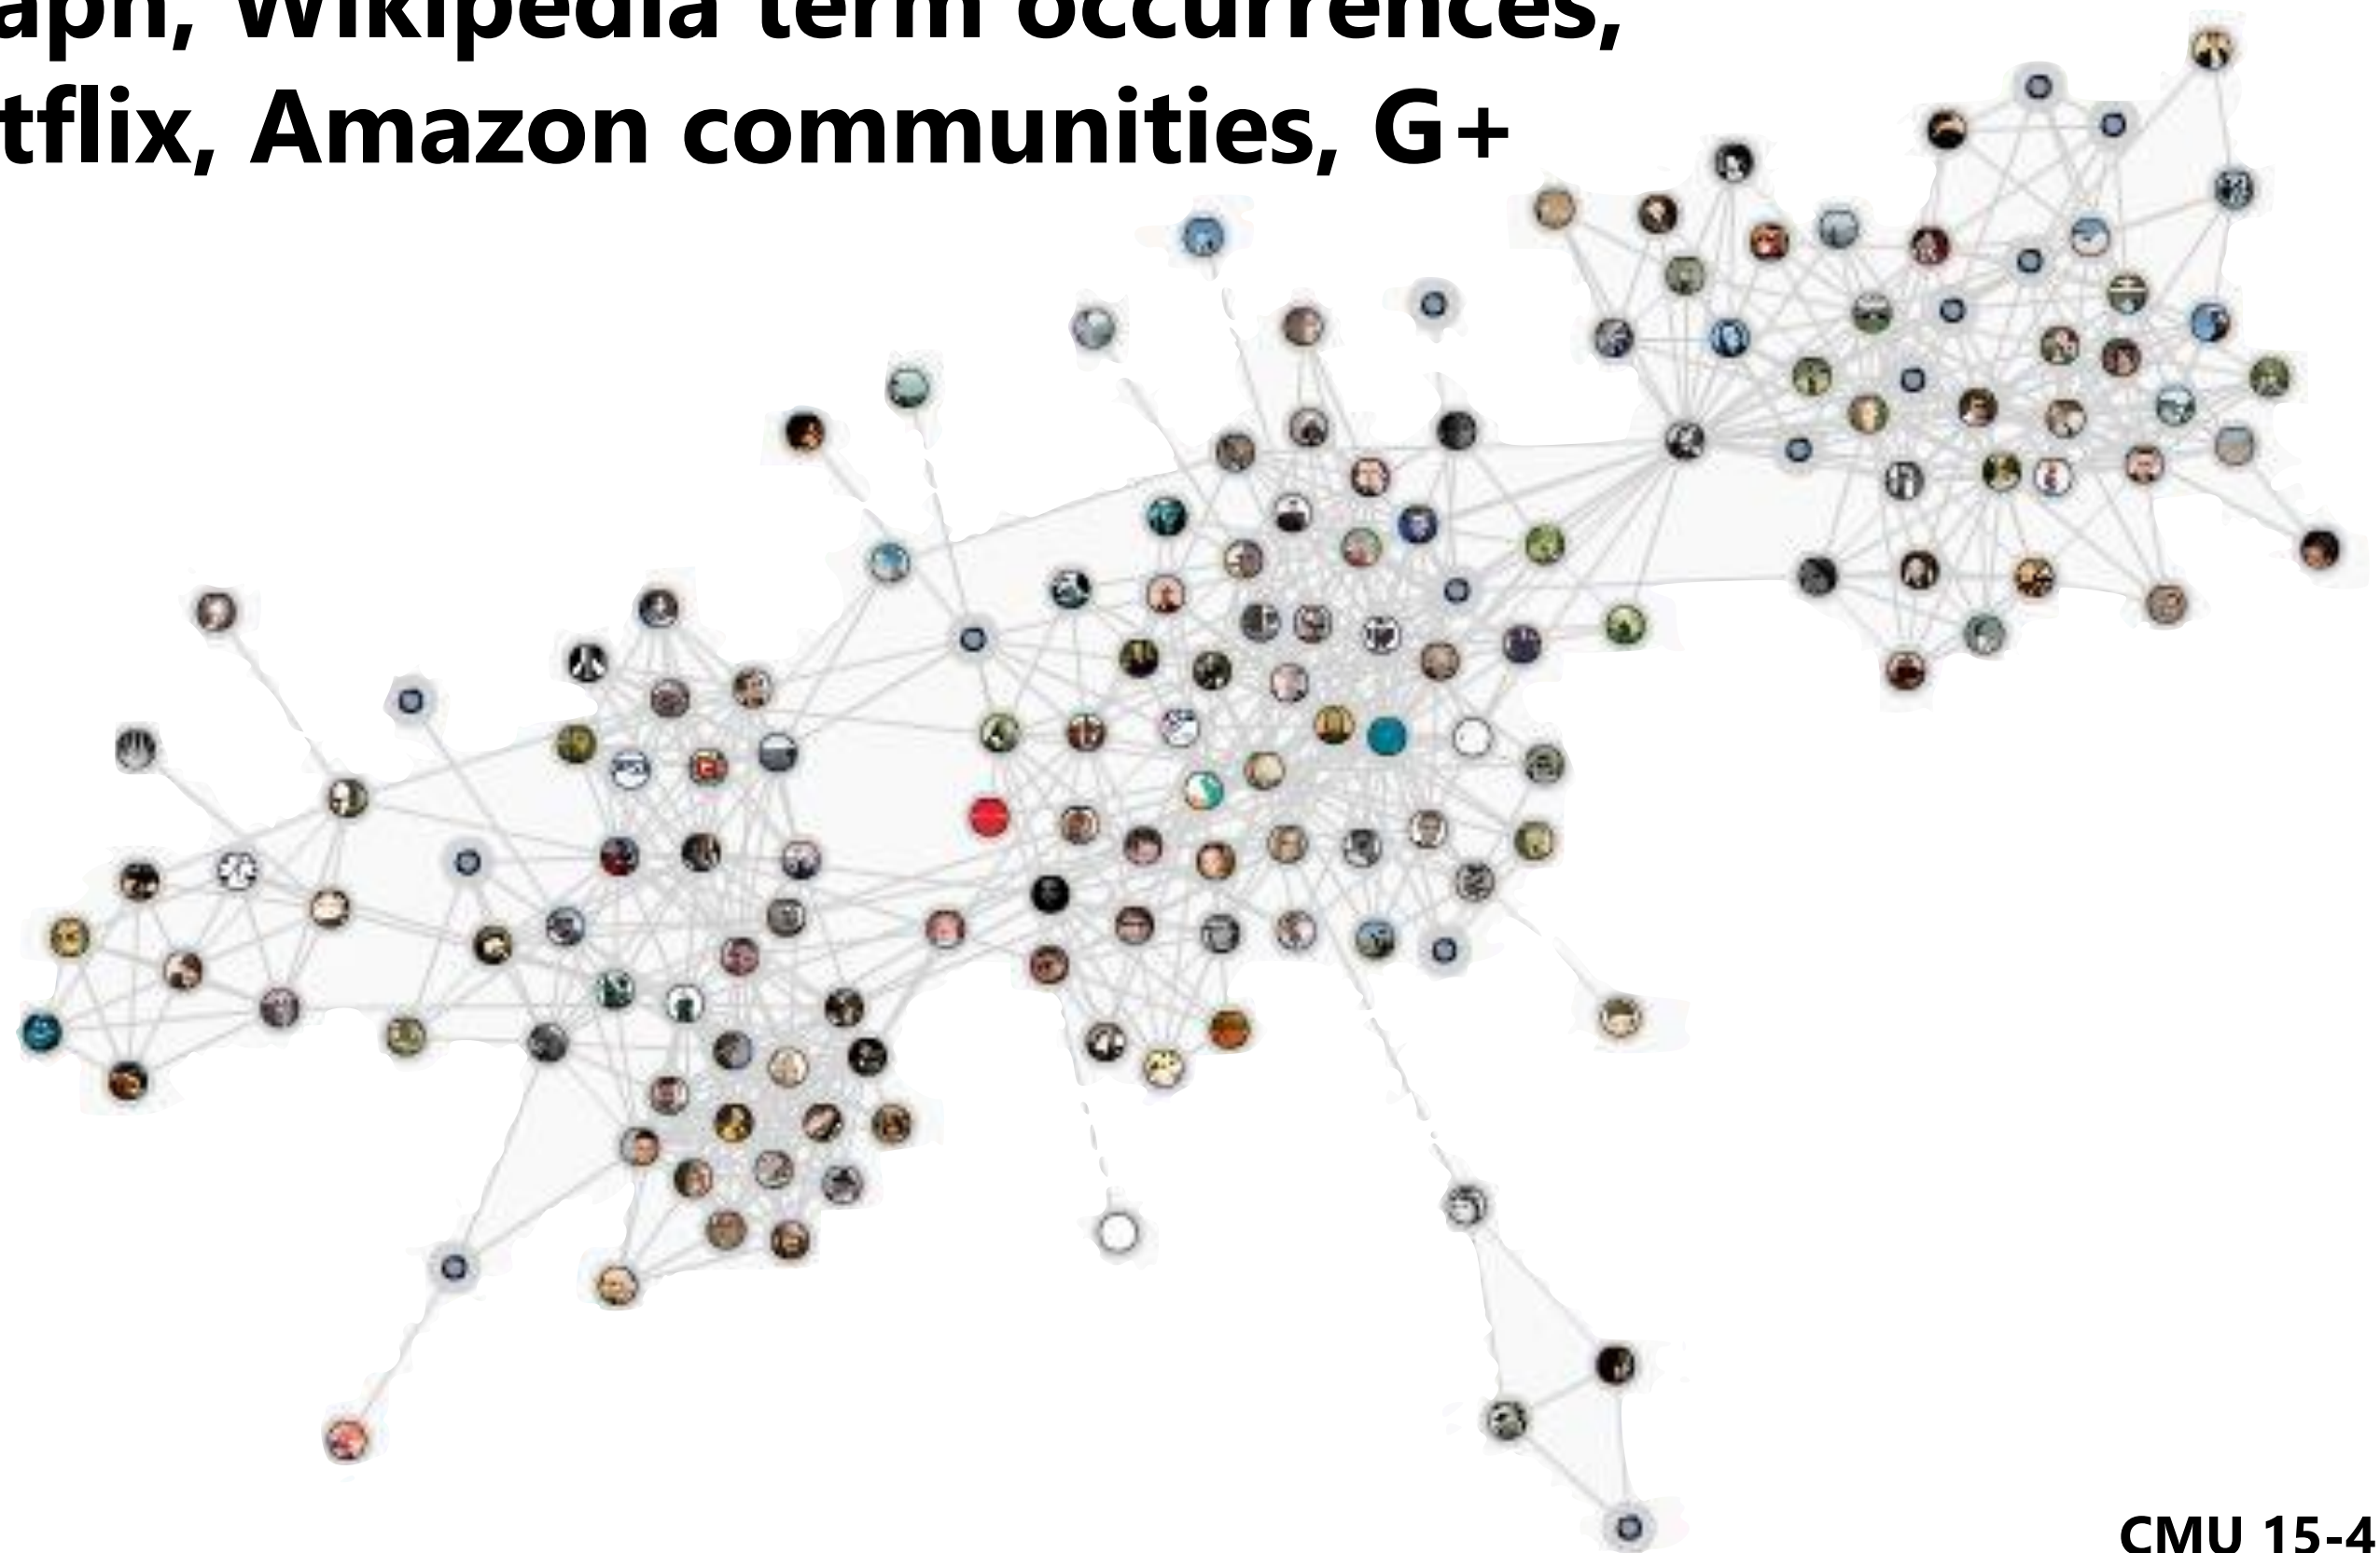 aph, Wikipedia term occurrences,
tflix, Amazon communities, G+
CMU 15-4